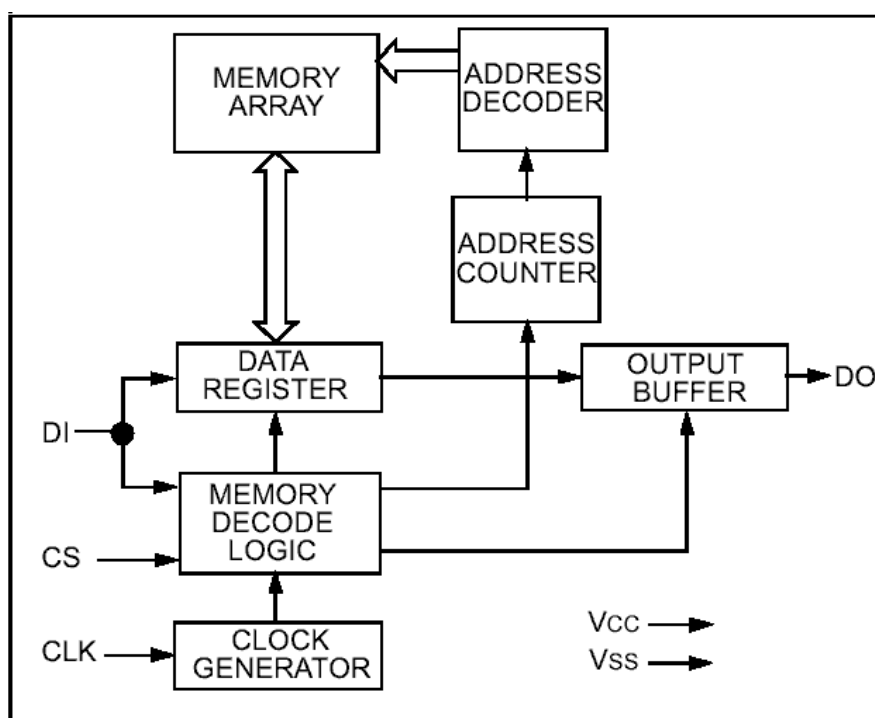 MEMORY
ARRAY
ADDRESS
DECODER
ADDRESS
COUNTER
DATA
REGISTER
OUTPUT
BUFFER
DO
DI
MEMORY
DECODE
LOGIC
CS
CLK
CLOCK
GENERATOR
VCC
VSS